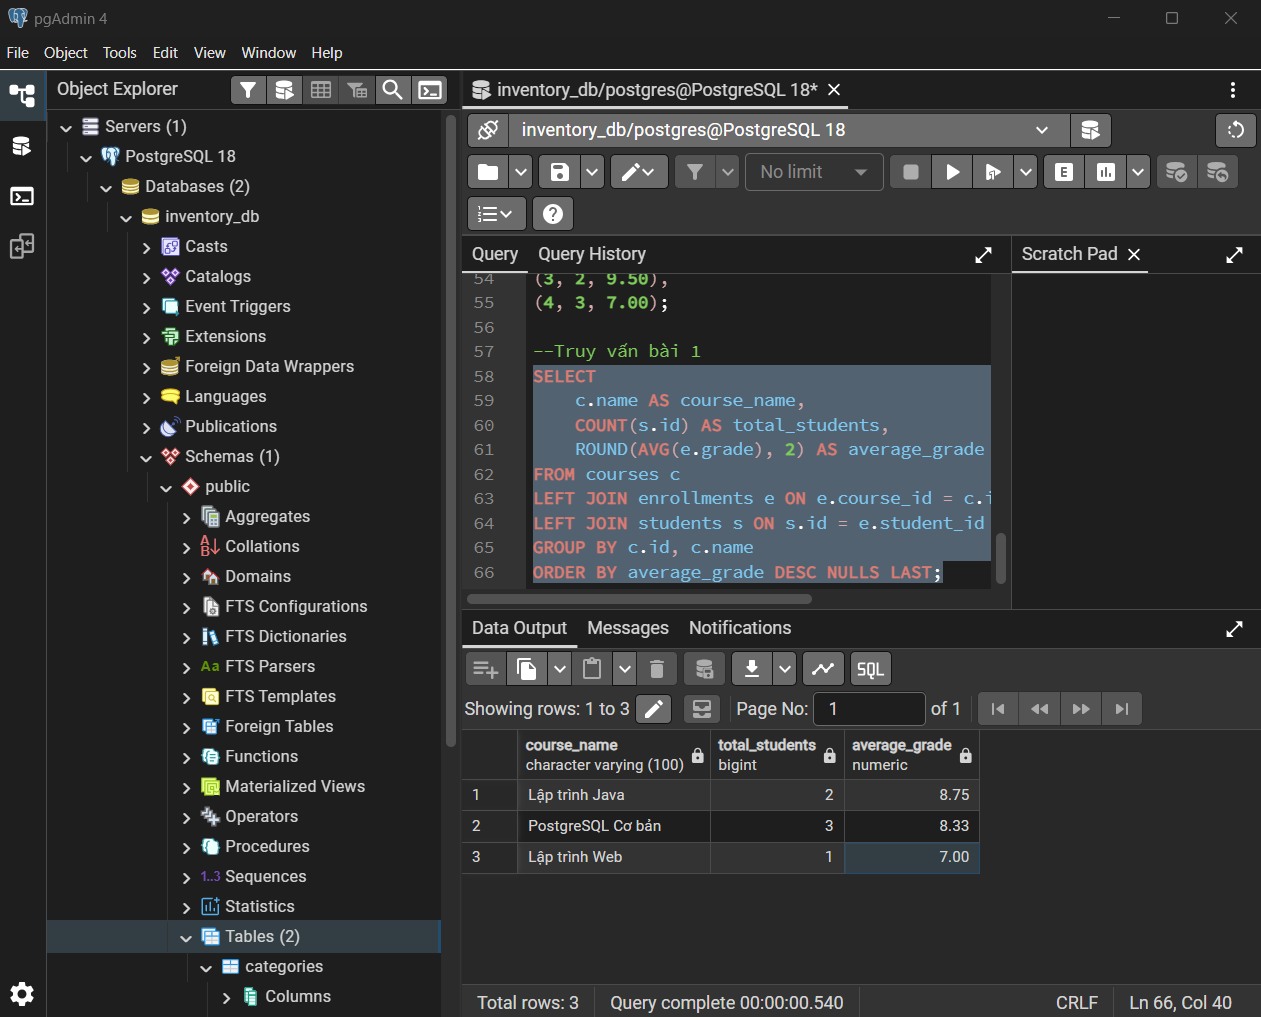 pgAdmin 4
File Object Tools Edit View Window Help
Object Explorer
Servers (1)
PostgreSQL 18
Databases (2)
inventory_db
Casts
Catalogs
Event Triggers
Extensions
Foreign Data Wrappers
Languages
Publications
Schemas (1)
public
Aggregates
Collations
Domains
FTS Configurations
FTS Dictionaries
Aa FTS Parsers
FTS Templates
Foreign Tables
Functions
Materialized Views
Operators
Procedures
1..3 Sequences
Statistics
Tables (2)
categories
Columns
inventory_db/postgres@PostgreSQL 18*
inventory_db/postgres@PostgreSQL 18
No limit
E
Query Query History
Scratch Pad
54 (3, 2, 9.50),
55 (4, 3, 7.00);
56
57 --Truy vấn bài 1
58 SELECT
59 c.name AS course_name,
60 COUNT(s.id) AS total_students,
61 ROUND(AVG(e.grade), 2) AS average_grade
62 FROM courses c
63 LEFT JOIN enrollments e ON e.course_id = c.i
64 LEFT JOIN students s ON s.id = e.student_id
65 GROUP BY c.id, c.name
66 ORDER BY average_grade DESC NULLS LAST;
Data Output Messages Notifications
SQL
Showing rows: 1 to 3 Page No: 1 of 1
course_name total_students average_grade
character varying (100) bigint numeric
1 Lập trình Java 2 8.75
2 PostgreSQL Cơ bản 3 8.33
3 Lập trình Web 1 7.00
Total rows: 3 Query complete 00:00:00.540 CRLF Ln 66, Col 40